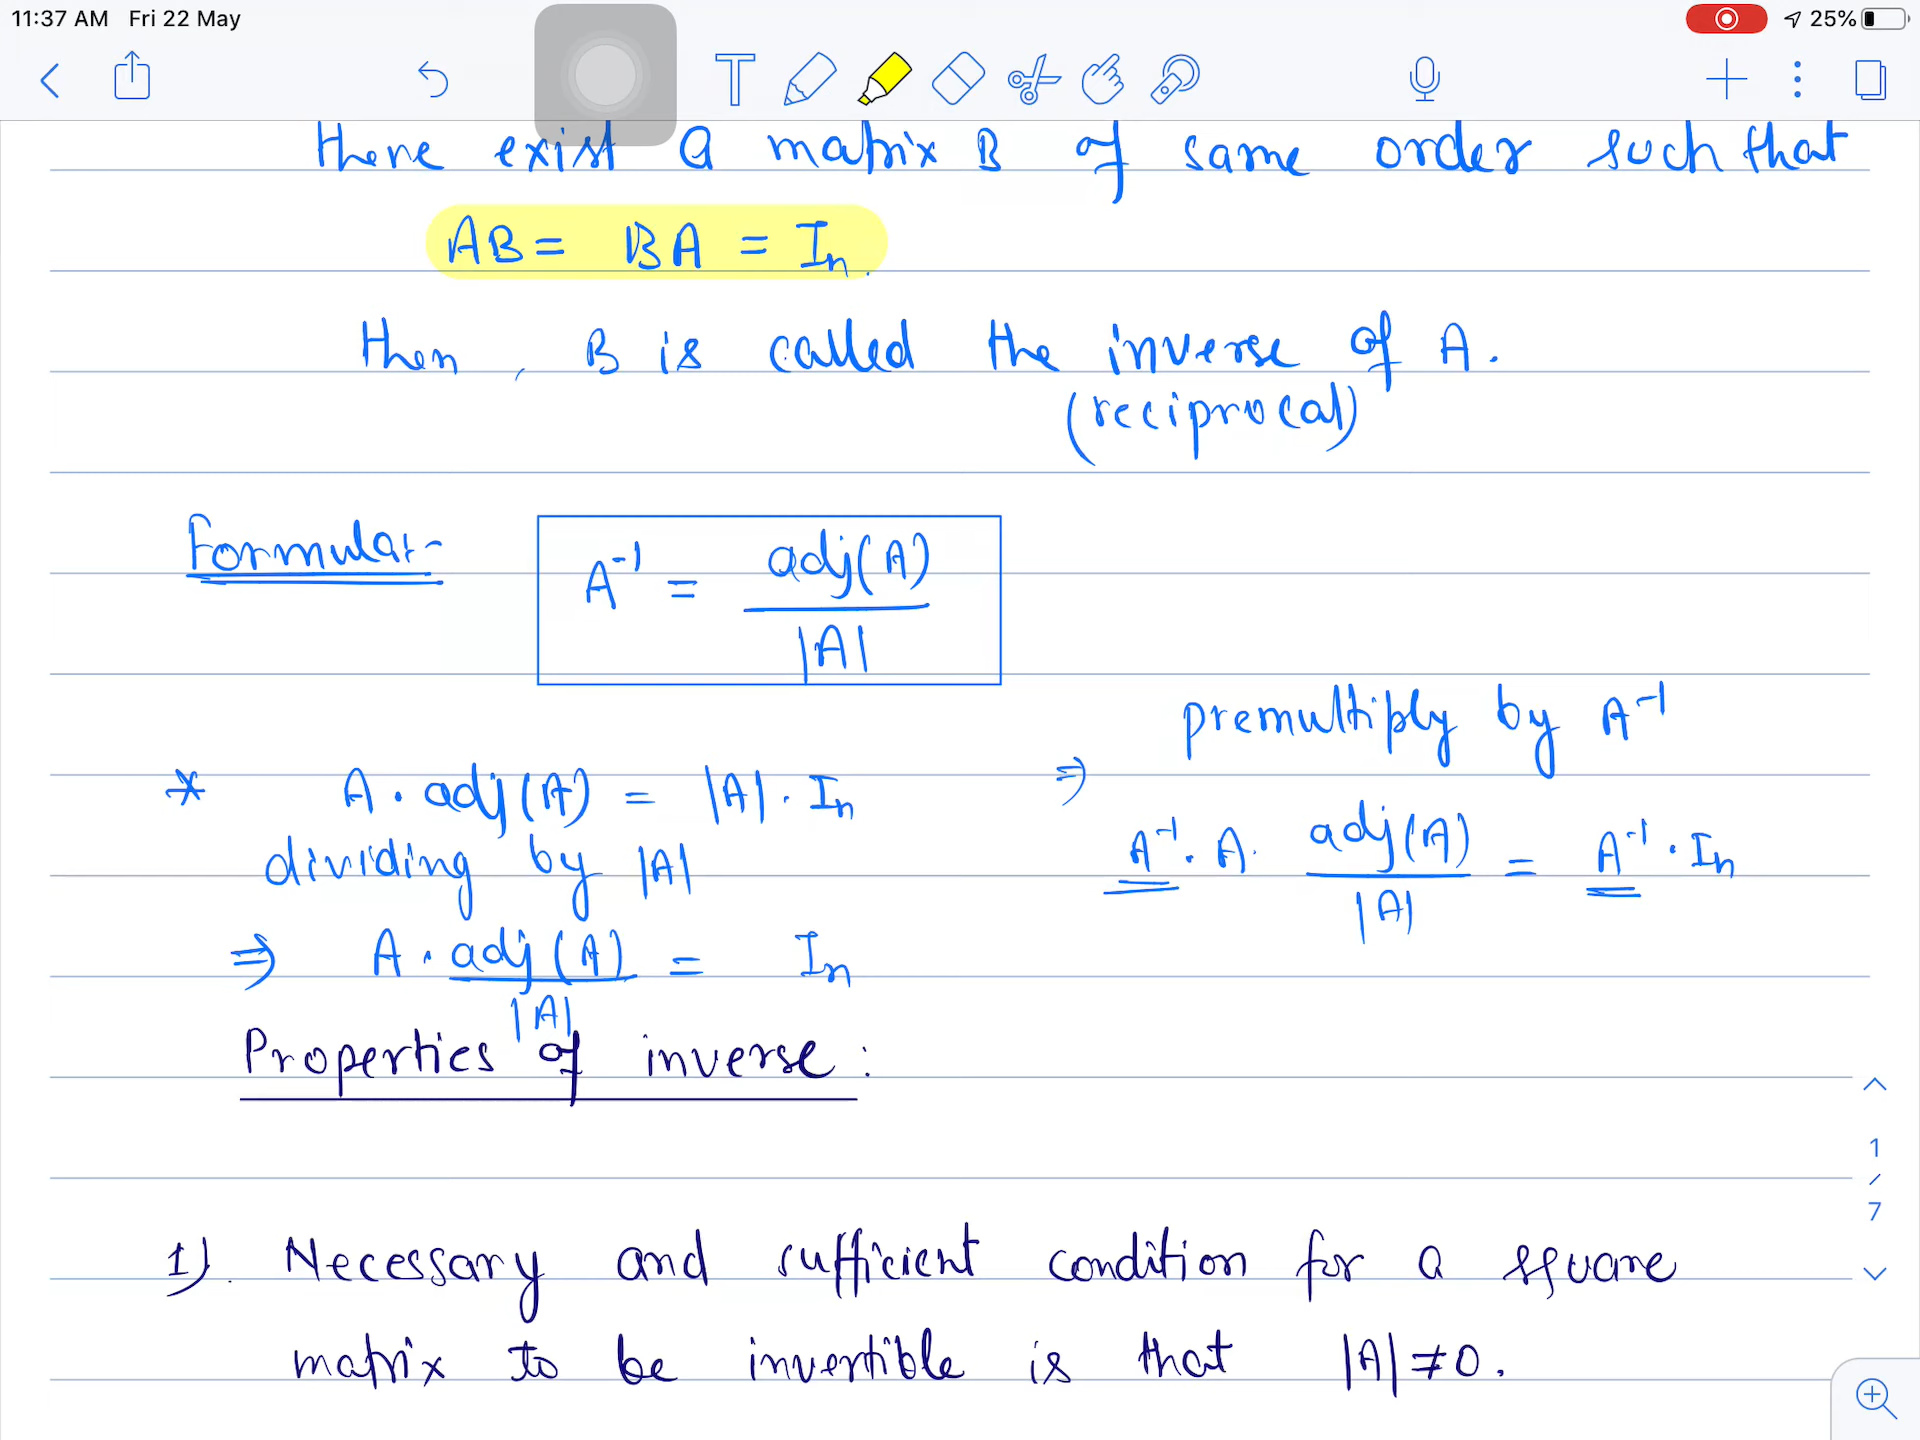 11:37 AM Fri 22 May
25%
there exist a matrix B of same order such that
AB = BA = In.
then, B is called the inverse of A.
(reciprocal)
Formula:-
A⁻¹ = adj(A) / |A|
premultiply by A⁻¹
* A · adj(A) = |A| · In
dividing by |A|
⇒ A · adj(A) / |A| = In
⇒ A⁻¹ · A · adj(A) / |A| = A⁻¹ · In
Properties of inverse :
1). Necessary and sufficient condition for a square
matrix to be invertible is that |A| ≠ 0.
1
/
7